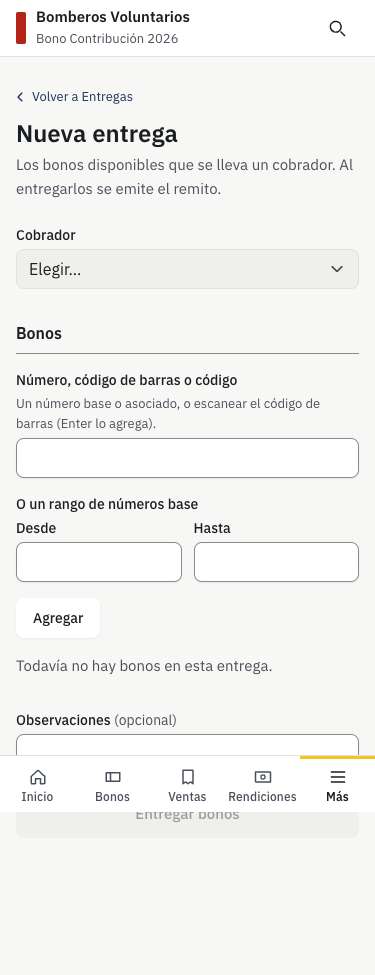 Bomberos Voluntarios
Bono Contribución 2026
Volver a Entregas
Nueva entrega
Los bonos disponibles que se lleva un cobrador. Al
entregarlos se emite el remito.
Cobrador
Elegir...
Bonos
Número, código de barras o código
Un número base o asociado, o escanear el código de
barras (Enter lo agrega).
O un rango de números base
Desde
Hasta
Agregar
Todavía no hay bonos en esta entrega.
Observaciones (opcional)
Inicio
Bonos
Ventas
Rendiciones
Más
Entregar bonos